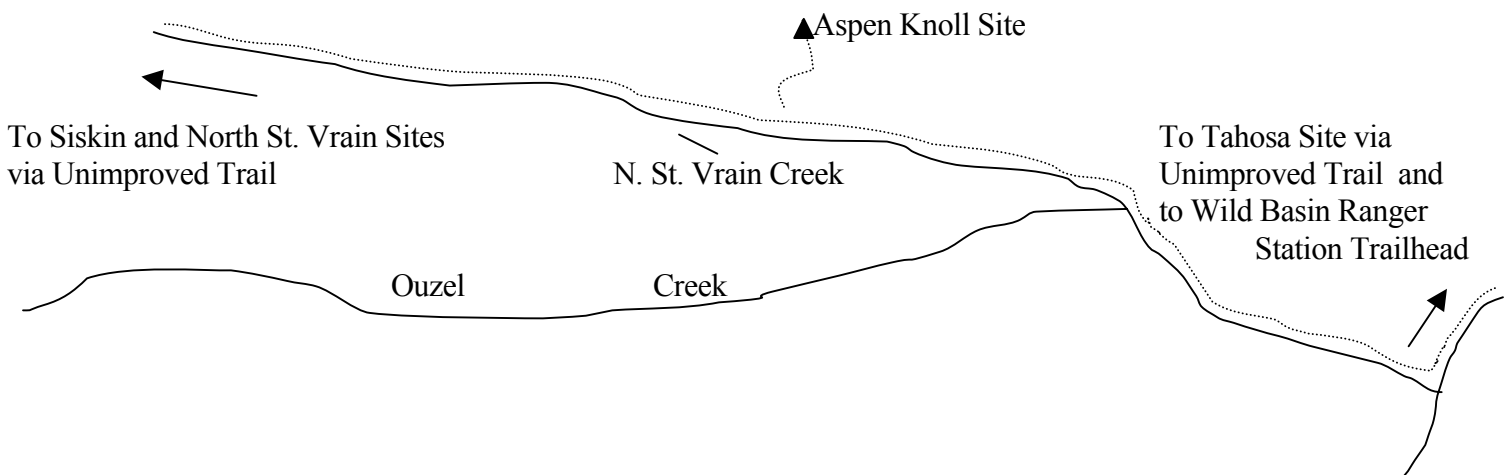 Aspen Knoll Site
To Siskin and North St. Vrain Sites
via Unimproved Trail
N. St. Vrain Creek
To Tahosa Site via
Unimproved Trail and
to Wild Basin Ranger
Station Trailhead
Ouzel Creek